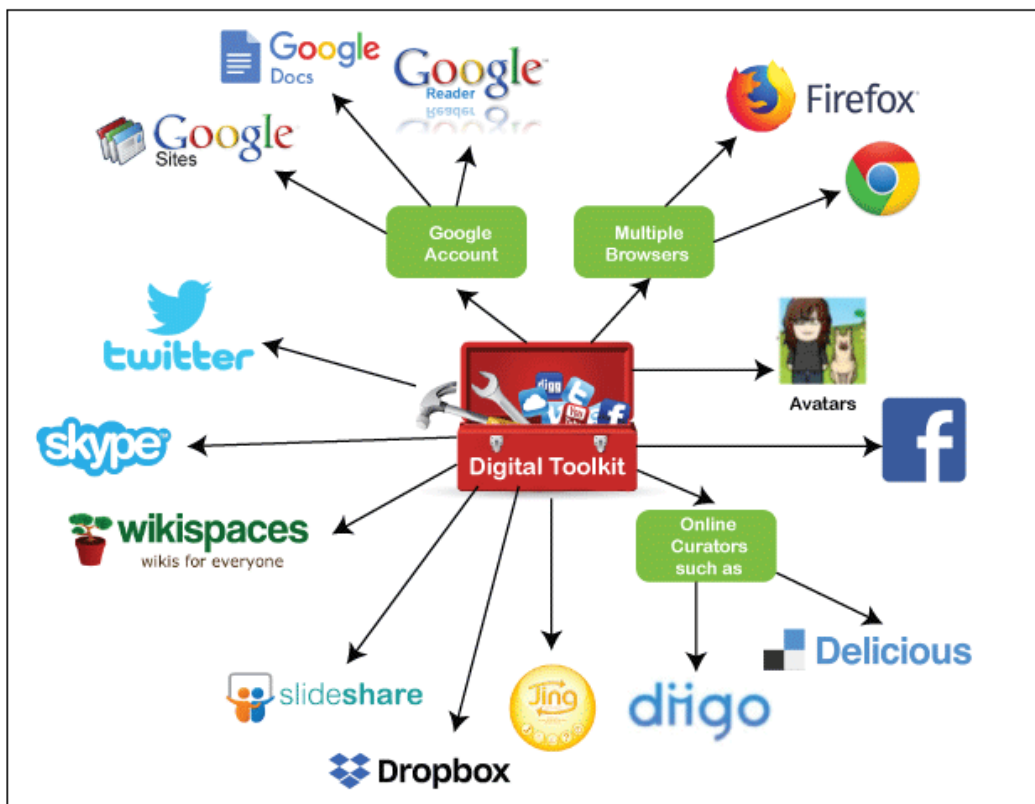 Google
Docs
Google
Reader
Google
Sites
Firefox
Google
Account
Multiple
Browsers
twitter
Avatars
digg
skype
Digital Toolkit
wikispaces
wikis for everyone
Online
Curators
such as
Delicious
slideshare
Jing
diigo
Dropbox